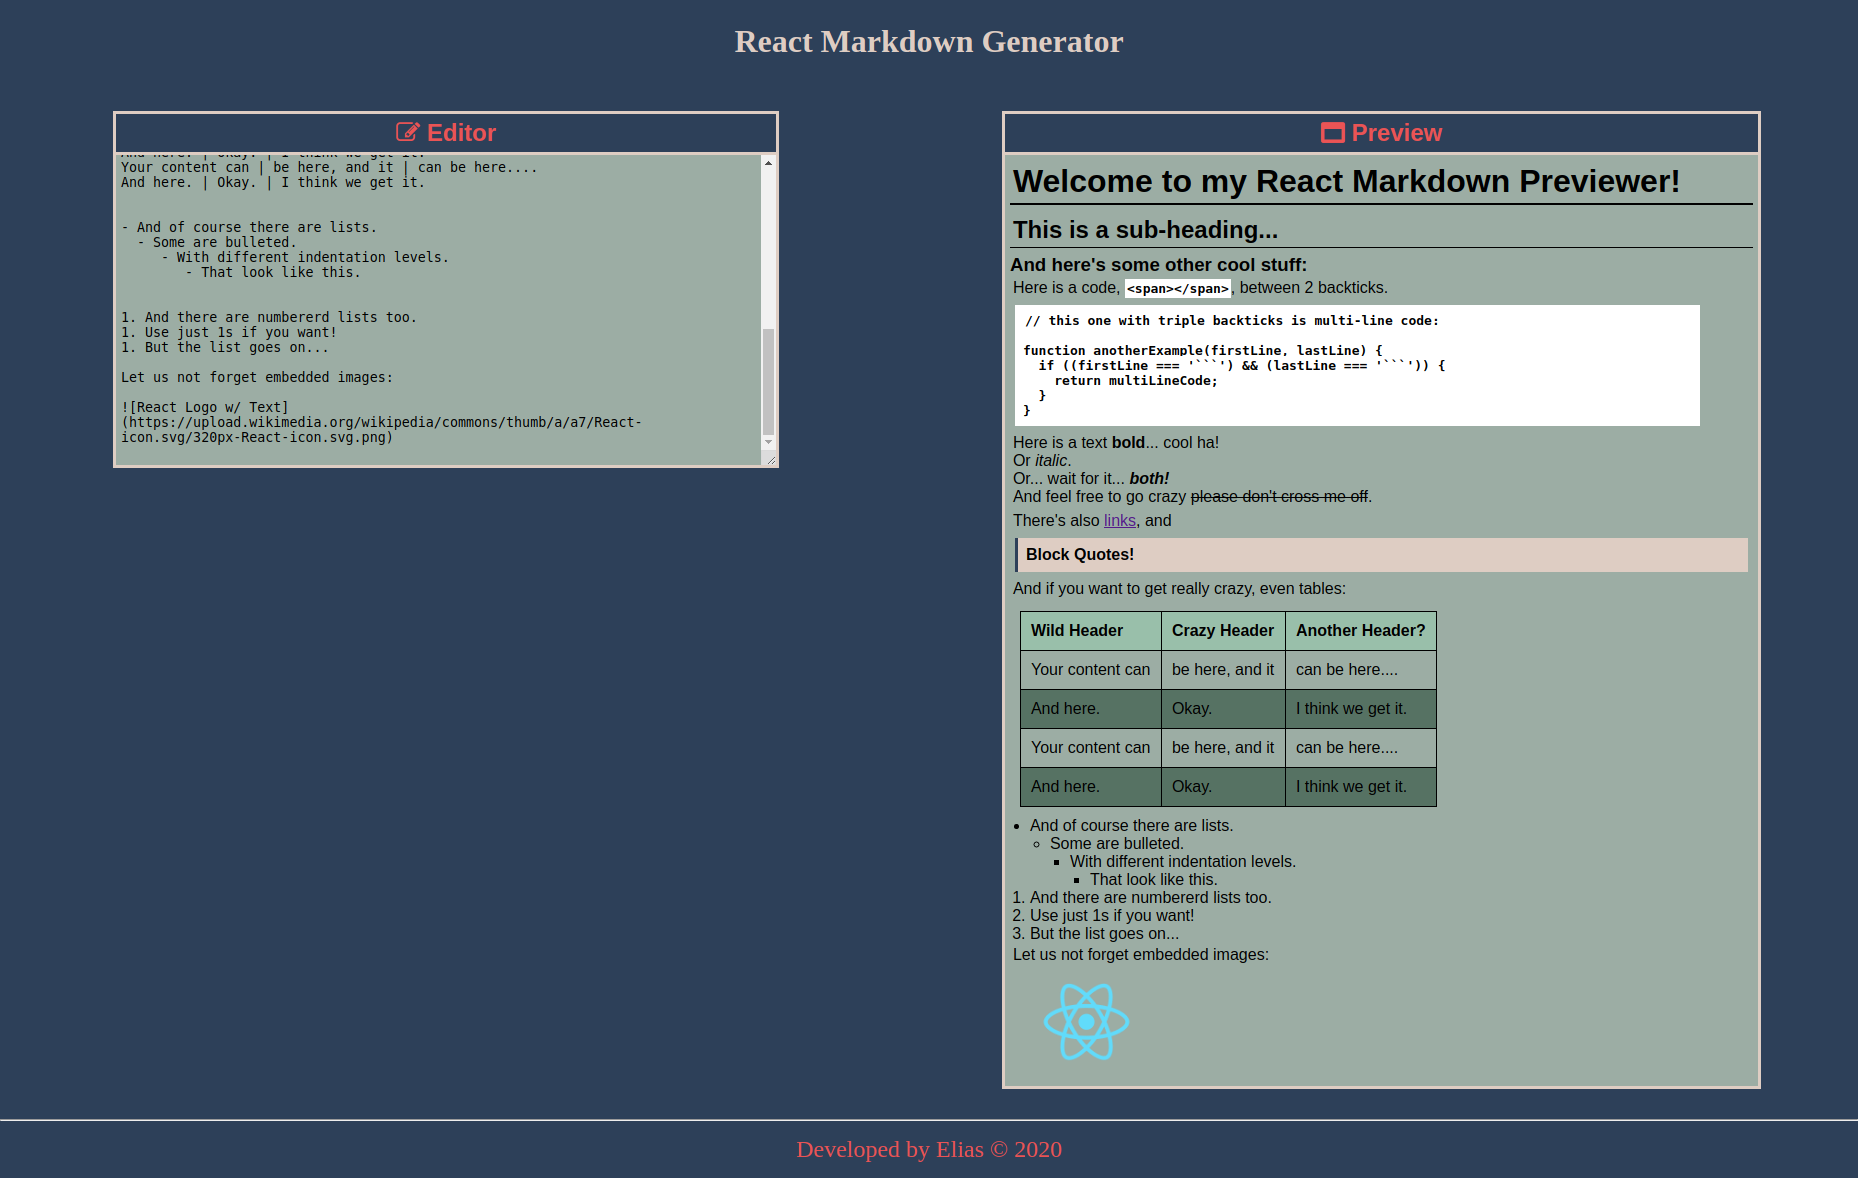 React Markdown Generator
Editor
And here. | Okay. | I think we get it.
Your content can | be here, and it | can be here....
And here. | Okay. | I think we get it.
- And of course there are lists.
- Some are bulleted.
- With different indentation levels.
- That look like this.
1. And there are numbererd lists too.
1. Use just 1s if you want!
1. But the list goes on...
Let us not forget embedded images:
![React Logo w/ Text]
(https://upload.wikimedia.org/wikipedia/commons/thumb/a/a7/React-
icon.svg/320px-React-icon.svg.png)
Preview
Welcome to my React Markdown Previewer!
This is a sub-heading...
And here's some other cool stuff:
Here is a code, <span></span>, between 2 backticks.
// this one with triple backticks is multi-line code:
function anotherExample(firstLine, lastLine) {
if ((firstLine === '```') && (lastLine === '```')) {
return multiLineCode;
}
}
Here is a text bold... cool ha!
Or italic.
Or... wait for it... both!
And feel free to go crazy please don't cross me off.
There's also links, and
Block Quotes!
And if you want to get really crazy, even tables:
Wild Header Crazy Header Another Header?
Your content can be here, and it can be here....
And here. Okay. I think we get it.
Your content can be here, and it can be here....
And here. Okay. I think we get it.
And of course there are lists.
Some are bulleted.
With different indentation levels.
That look like this.
1. And there are numbererd lists too.
2. Use just 1s if you want!
3. But the list goes on...
Let us not forget embedded images:
Developed by Elias © 2020